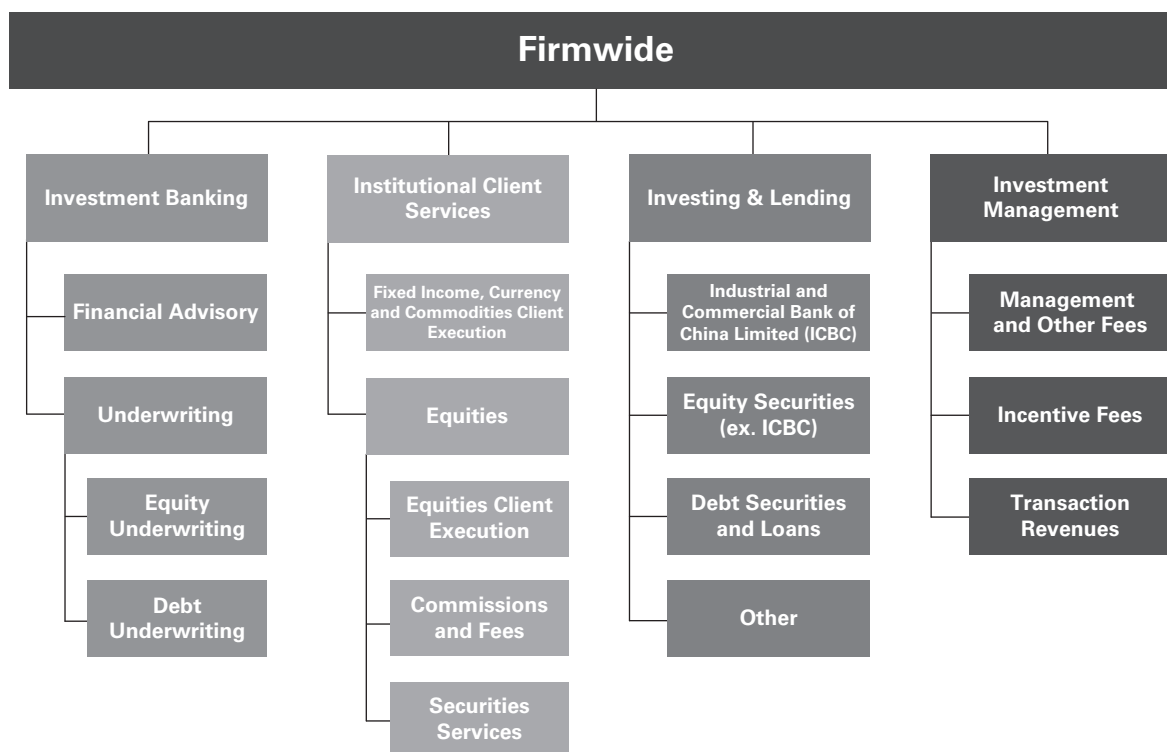 Firmwide
Investment Banking
Financial Advisory
Underwriting
Equity
Underwriting
Debt
Underwriting
Institutional Client
Services
Fixed Income, Currency
and Commodities Client
Execution
Equities
Equities Client
Execution
Commissions
and Fees
Securities
Services
Investing & Lending
Industrial and
Commercial Bank of
China Limited (ICBC)
Equity Securities
(ex. ICBC)
Debt Securities
and Loans
Other
Investment
Management
Management
and Other Fees
Incentive Fees
Transaction
Revenues